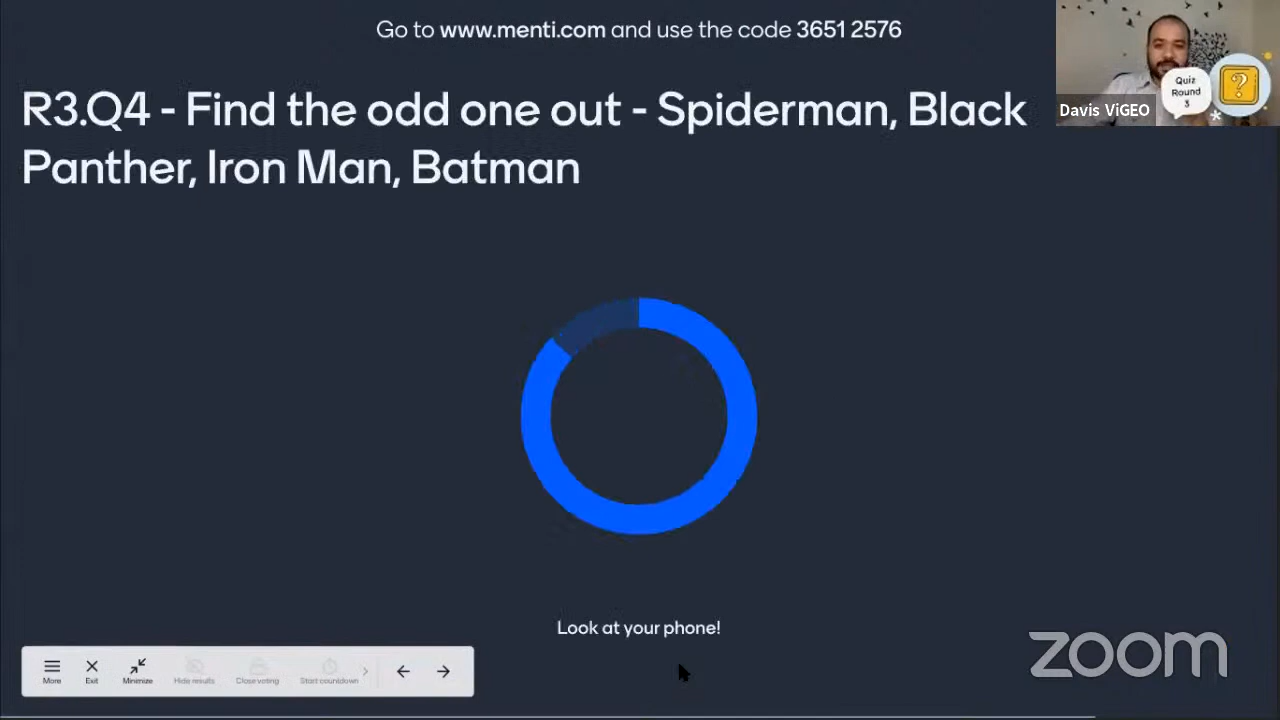 Go to www.menti.com and use the code 3651 2576
R3.Q4 - Find the odd one out - Spiderman, Black
Panther, Iron Man, Batman
Davis ViGEO
Quiz
Round
3
?
Look at your phone!
More
Exit
Minimize
Hide results
Close voting
Start countdown
zoom